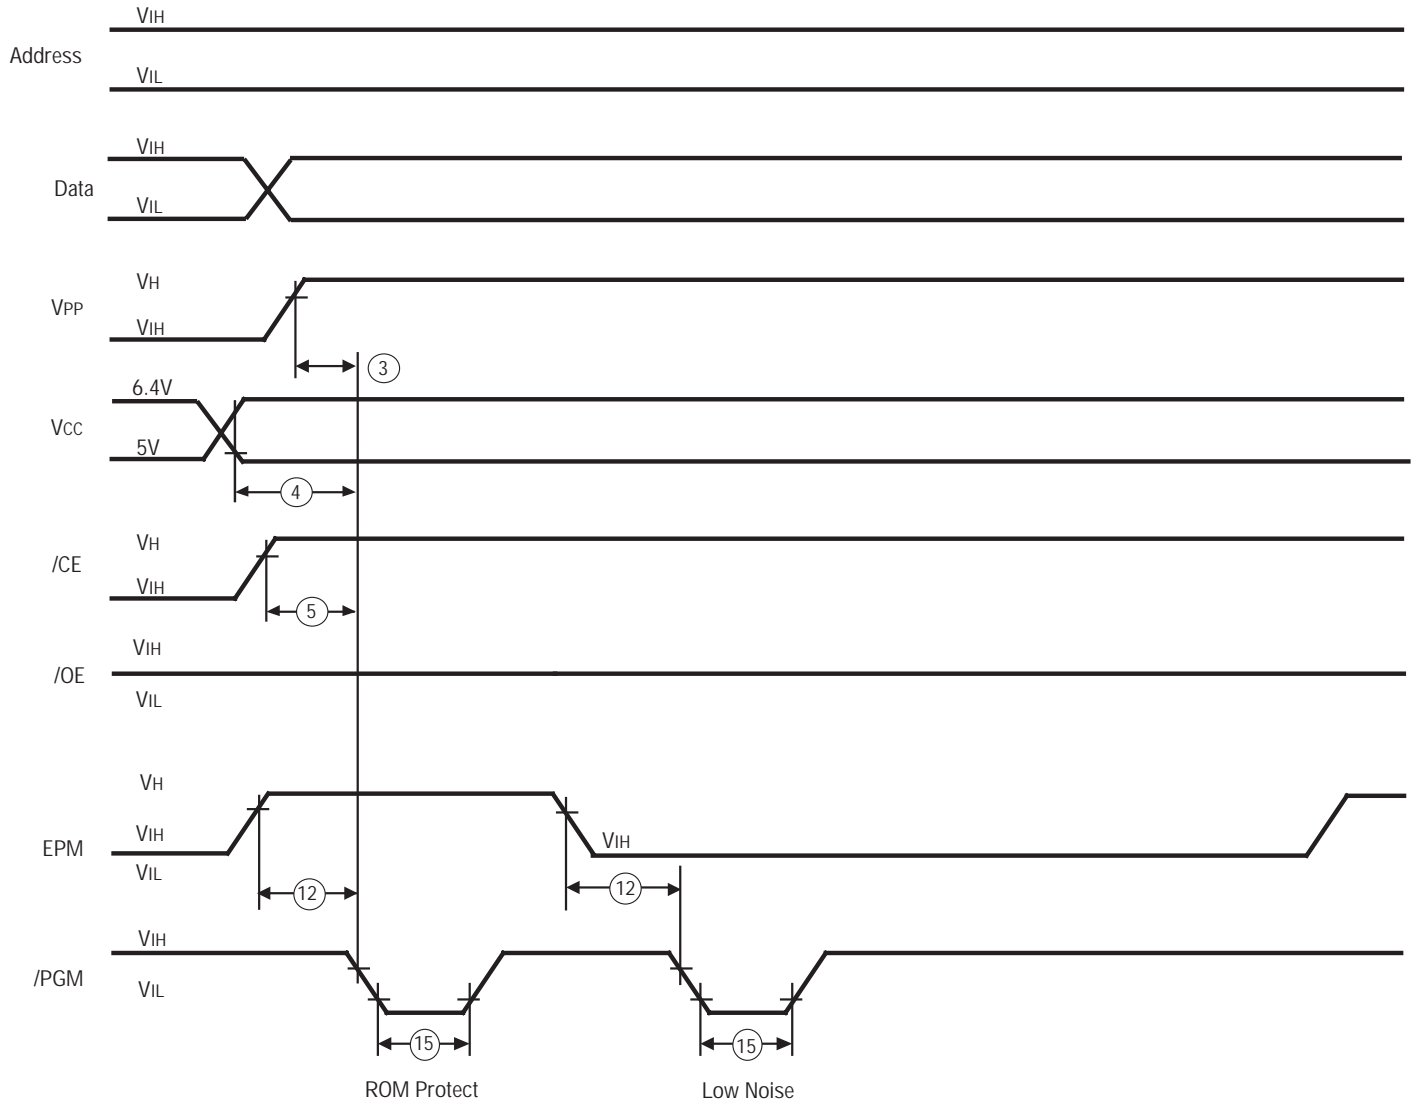 VIH
Address
VIL
VIH
Data
VIL
VH
VPP
VIH
3
6.4V
VCC
5V
4
VH
/CE
VIH
5
VIH
/OE
VIL
VH
VIH
EPM
VIH
VIL
12
12
VIH
/PGM
VIL
15
15
ROM Protect
Low Noise